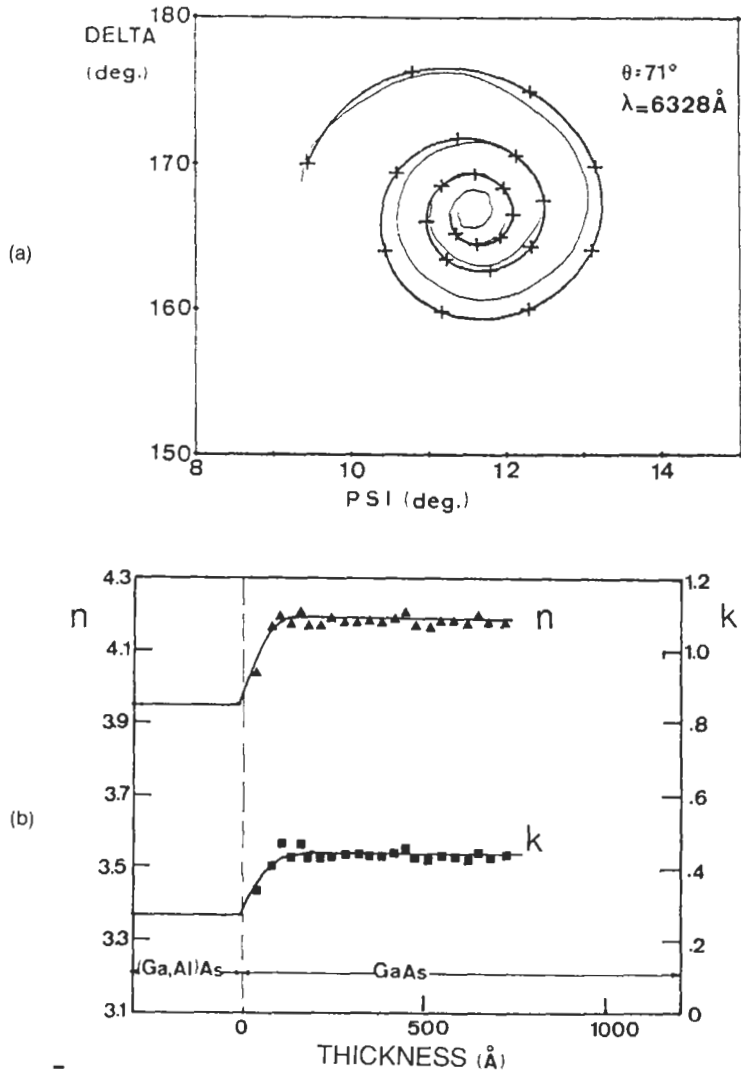 180
DELTA
(deg.)
θ=71°
λ=6328Å
170
(a)
160
150
8 10 12 14
PSI (deg.)
4.3 1.2
n n k
4.1 1.0
3.9 .8
3.7 .6
(b)
k
3.5 .4
3.3 .2
(Ga,Al)As GaAs
3.1 0
0 500 1000
THICKNESS (Å)